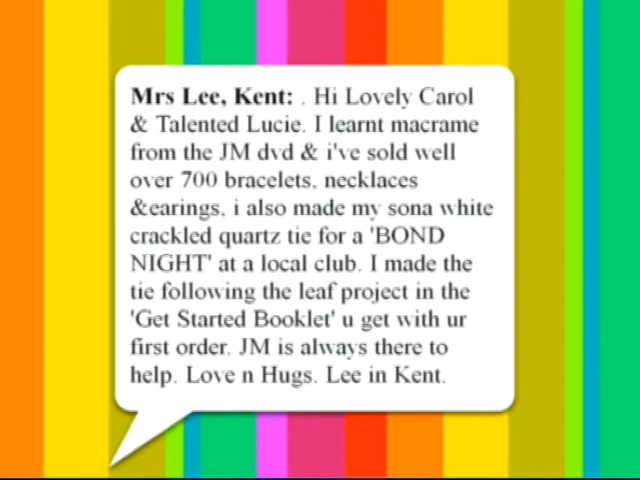 Mrs Lee, Kent: . Hi Lovely Carol
& Talented Lucie. I learnt macrame
from the JM dvd & i've sold well
over 700 bracelets, necklaces
&earings, i also made my sona white
crackled quartz tie for a 'BOND
NIGHT' at a local club. I made the
tie following the leaf project in the
'Get Started Booklet' u get with ur
first order. JM is always there to
help. Love n Hugs. Lee in Kent.